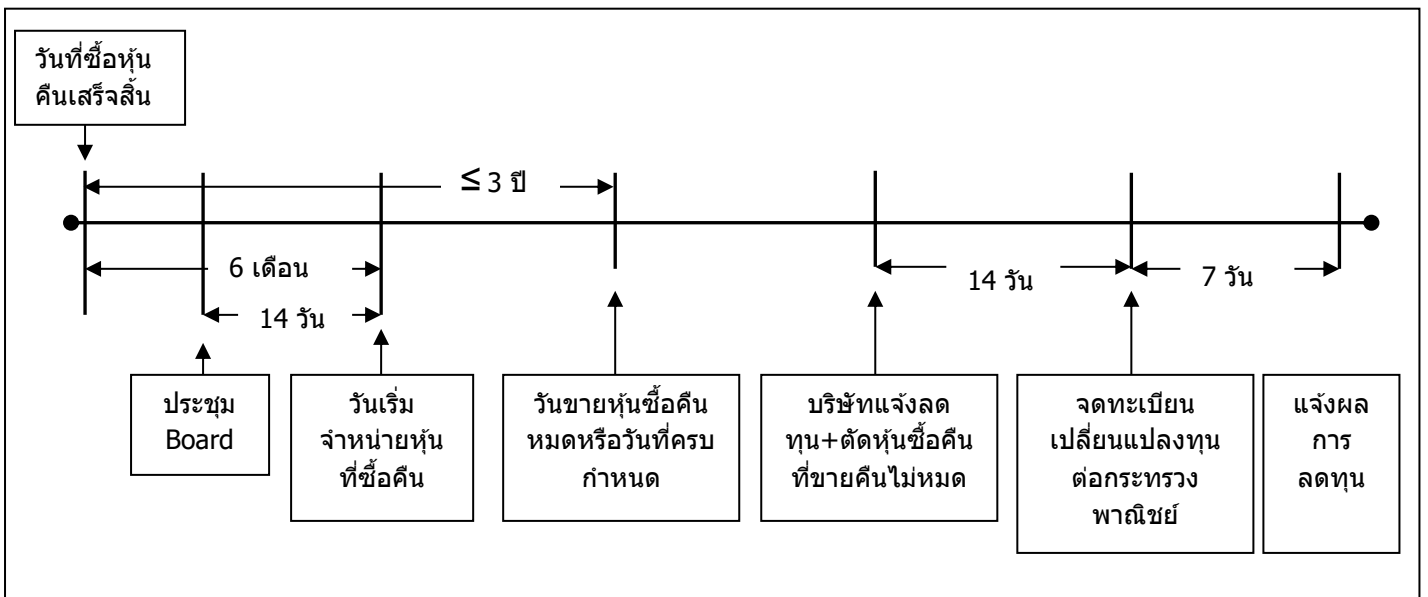 วันที่ซื้อหุ้น
คืนเสร็จสิ้น
≤ 3 ปี
6 เดือน
14 วัน
14 วัน
7 วัน
ประชุม
Board
วันเริ่ม
จำหน่ายหุ้น
ที่ซื้อคืน
วันขายหุ้นซื้อคืน
หมดหรือวันที่ครบ
กำหนด
บริษัทแจ้งลด
ทุน+ตัดหุ้นซื้อคืน
ที่ขายคืนไม่หมด
จดทะเบียน
เปลี่ยนแปลงทุน
ต่อกระทรวง
พาณิชย์
แจ้งผล
การ
ลดทุน